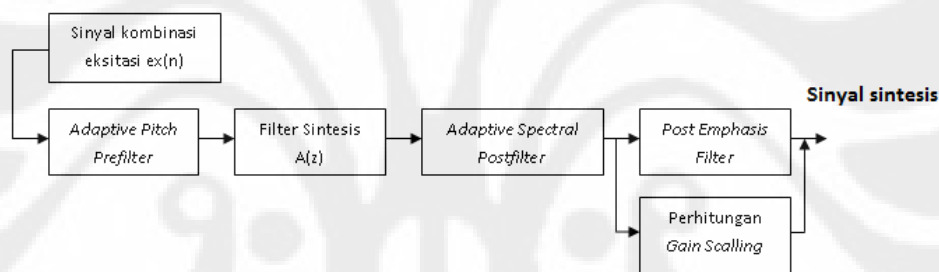 Sinyal kombinasi
eksitasi ex(n)
Sinyal sintesis
Adaptive Pitch
Prefilter
Filter Sintesis
A(z)
Adaptive Spectral
Postfilter
Post Emphasis
Filter
Perhitungan
Gain Scalling